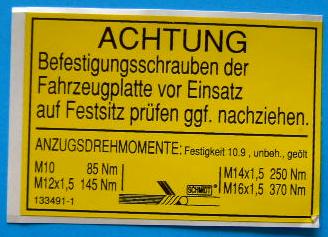 ACHTUNG
Befestigungsschrauben der
Fahrzeugplatte vor Einsatz
auf Festsitz prüfen ggf. nachziehen.
ANZUGSDREHMOMENTE: Festigkeit 10.9 , unbeh., geölt
M10 85 Nm
M12x1,5 145 Nm
M14x1,5 250 Nm
M16x1,5 370 Nm
SCHMIDT
133491-1